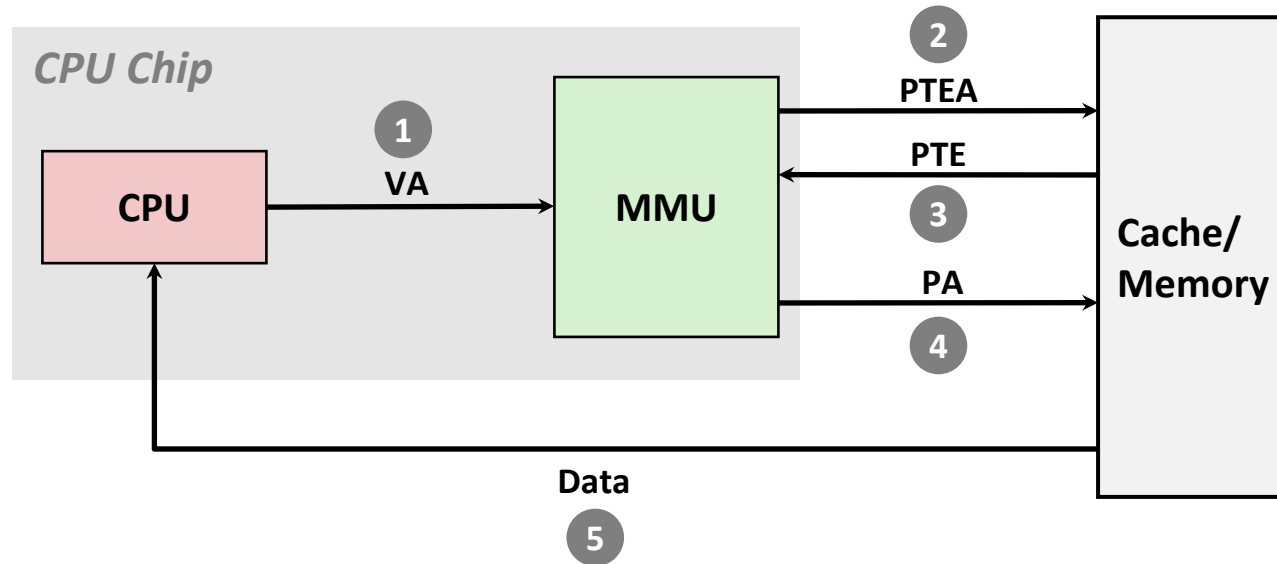 CPU Chip
2
PTEA
1
VA
PTE
CPU
MMU
3
Cache/
Memory
PA
4
Data
5